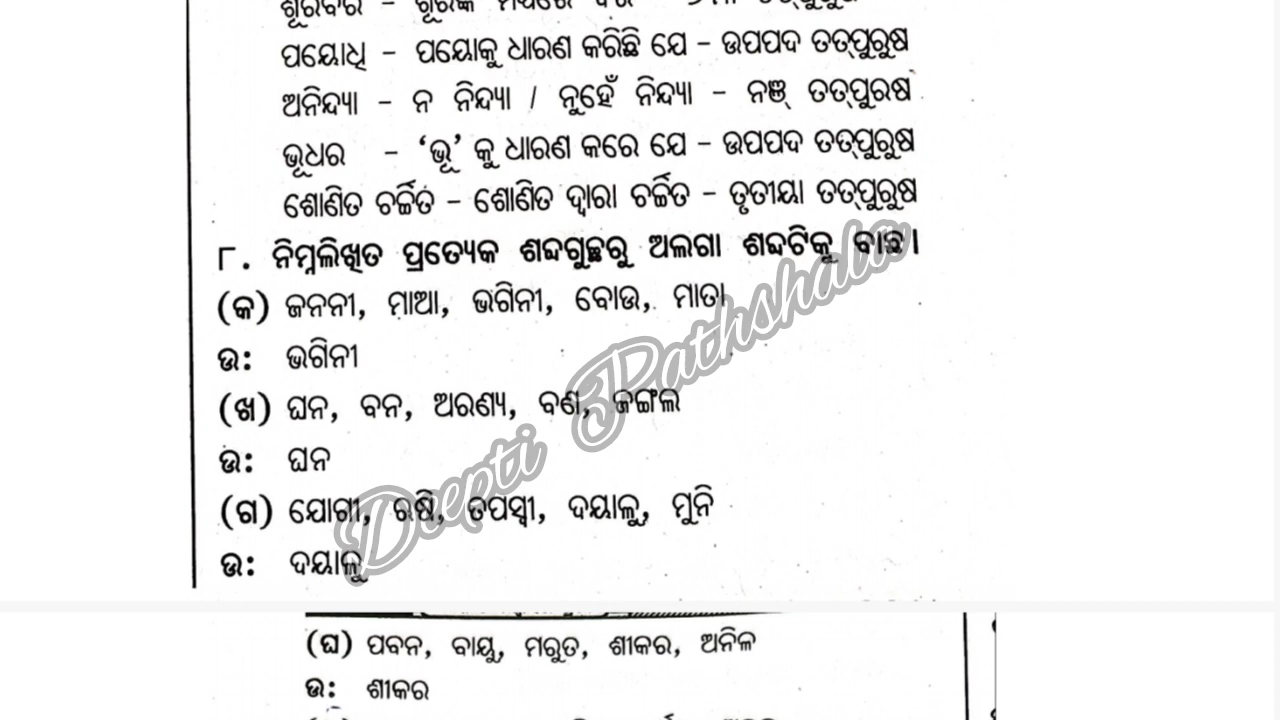 ପୟୋଧି – ପୟୋକୁ ଧାରଣ କରିଛି ଯେ – ଉପପଦ ତତ୍‌ପୁରୁଷ
ଅନିନ୍ଦ୍ୟା – ନ ନିନ୍ଦ୍ୟା / ନୁହେଁ ନିନ୍ଦ୍ୟା – ନଞ୍ ତତ୍‌ପୁରଷ
ଭୂଧର – ‘ଭୂ’ କୁ ଧାରଣ କରେ ଯେ – ଉପପଦ ତତ୍‌ପୁରୁଷ
ଶୋଣିତ ଚର୍ଚ୍ଚିତ – ଶୋଣିତ ଦ୍ୱାରା ଚର୍ଚ୍ଚିତ – ତୃତୀୟା ତତ୍‌ପୁରୁଷ
୮. ନିମ୍ନଲିଖିତ ପ୍ରତ୍ୟେକ ଶବ୍ଦଗୁଚ୍ଛରୁ ଅଲଗା ଶବ୍ଦଟିକୁ ବାଛ।
(କ) ଜନନୀ, ମାଆ, ଭଗିନୀ, ବୋଉ, ମାତା
ଉ: ଭଗିନୀ
(ଖ) ଘନ, ବନ, ଅରଣ୍ୟ, ବଣ, ଜଙ୍ଗଲ
ଉ: ଘନ
(ଗ) ଯୋଗୀ, ଋଷି, ତପସ୍ୱୀ, ଦୟାଳୁ, ମୁନି
ଉ: ଦୟାଳୁ
Deepti Pathshala
(ଘ) ପବନ, ବାୟୁ, ମରୁତ, ଶୀକର, ଅନିଳ
ଉ: ଶୀକର